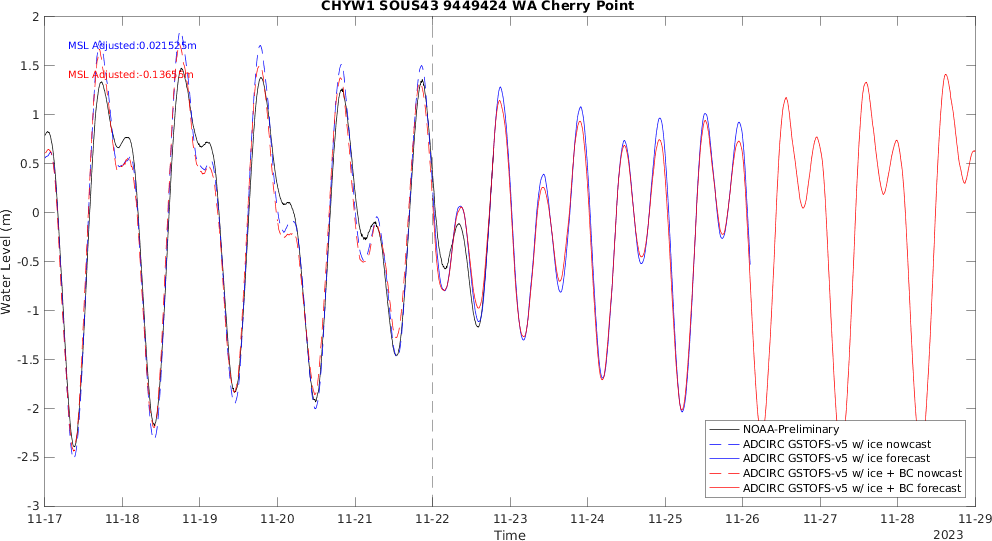 CHYW1 SOUS43 9449424 WA Cherry Point
MSL Adjusted:0.021525m
MSL Adjusted:-0.13655m
Water Level (m)
2
1.5
1
0.5
0
-0.5
-1
-1.5
-2
-2.5
-3
NOAA-Preliminary
ADCIRC GSTOFS-v5 w/ ice nowcast
ADCIRC GSTOFS-v5 w/ ice forecast
ADCIRC GSTOFS-v5 w/ ice + BC nowcast
ADCIRC GSTOFS-v5 w/ ice + BC forecast
11-17 11-18 11-19 11-20 11-21 11-22 11-23 11-24 11-25 11-26 11-27 11-28 11-29
Time
2023